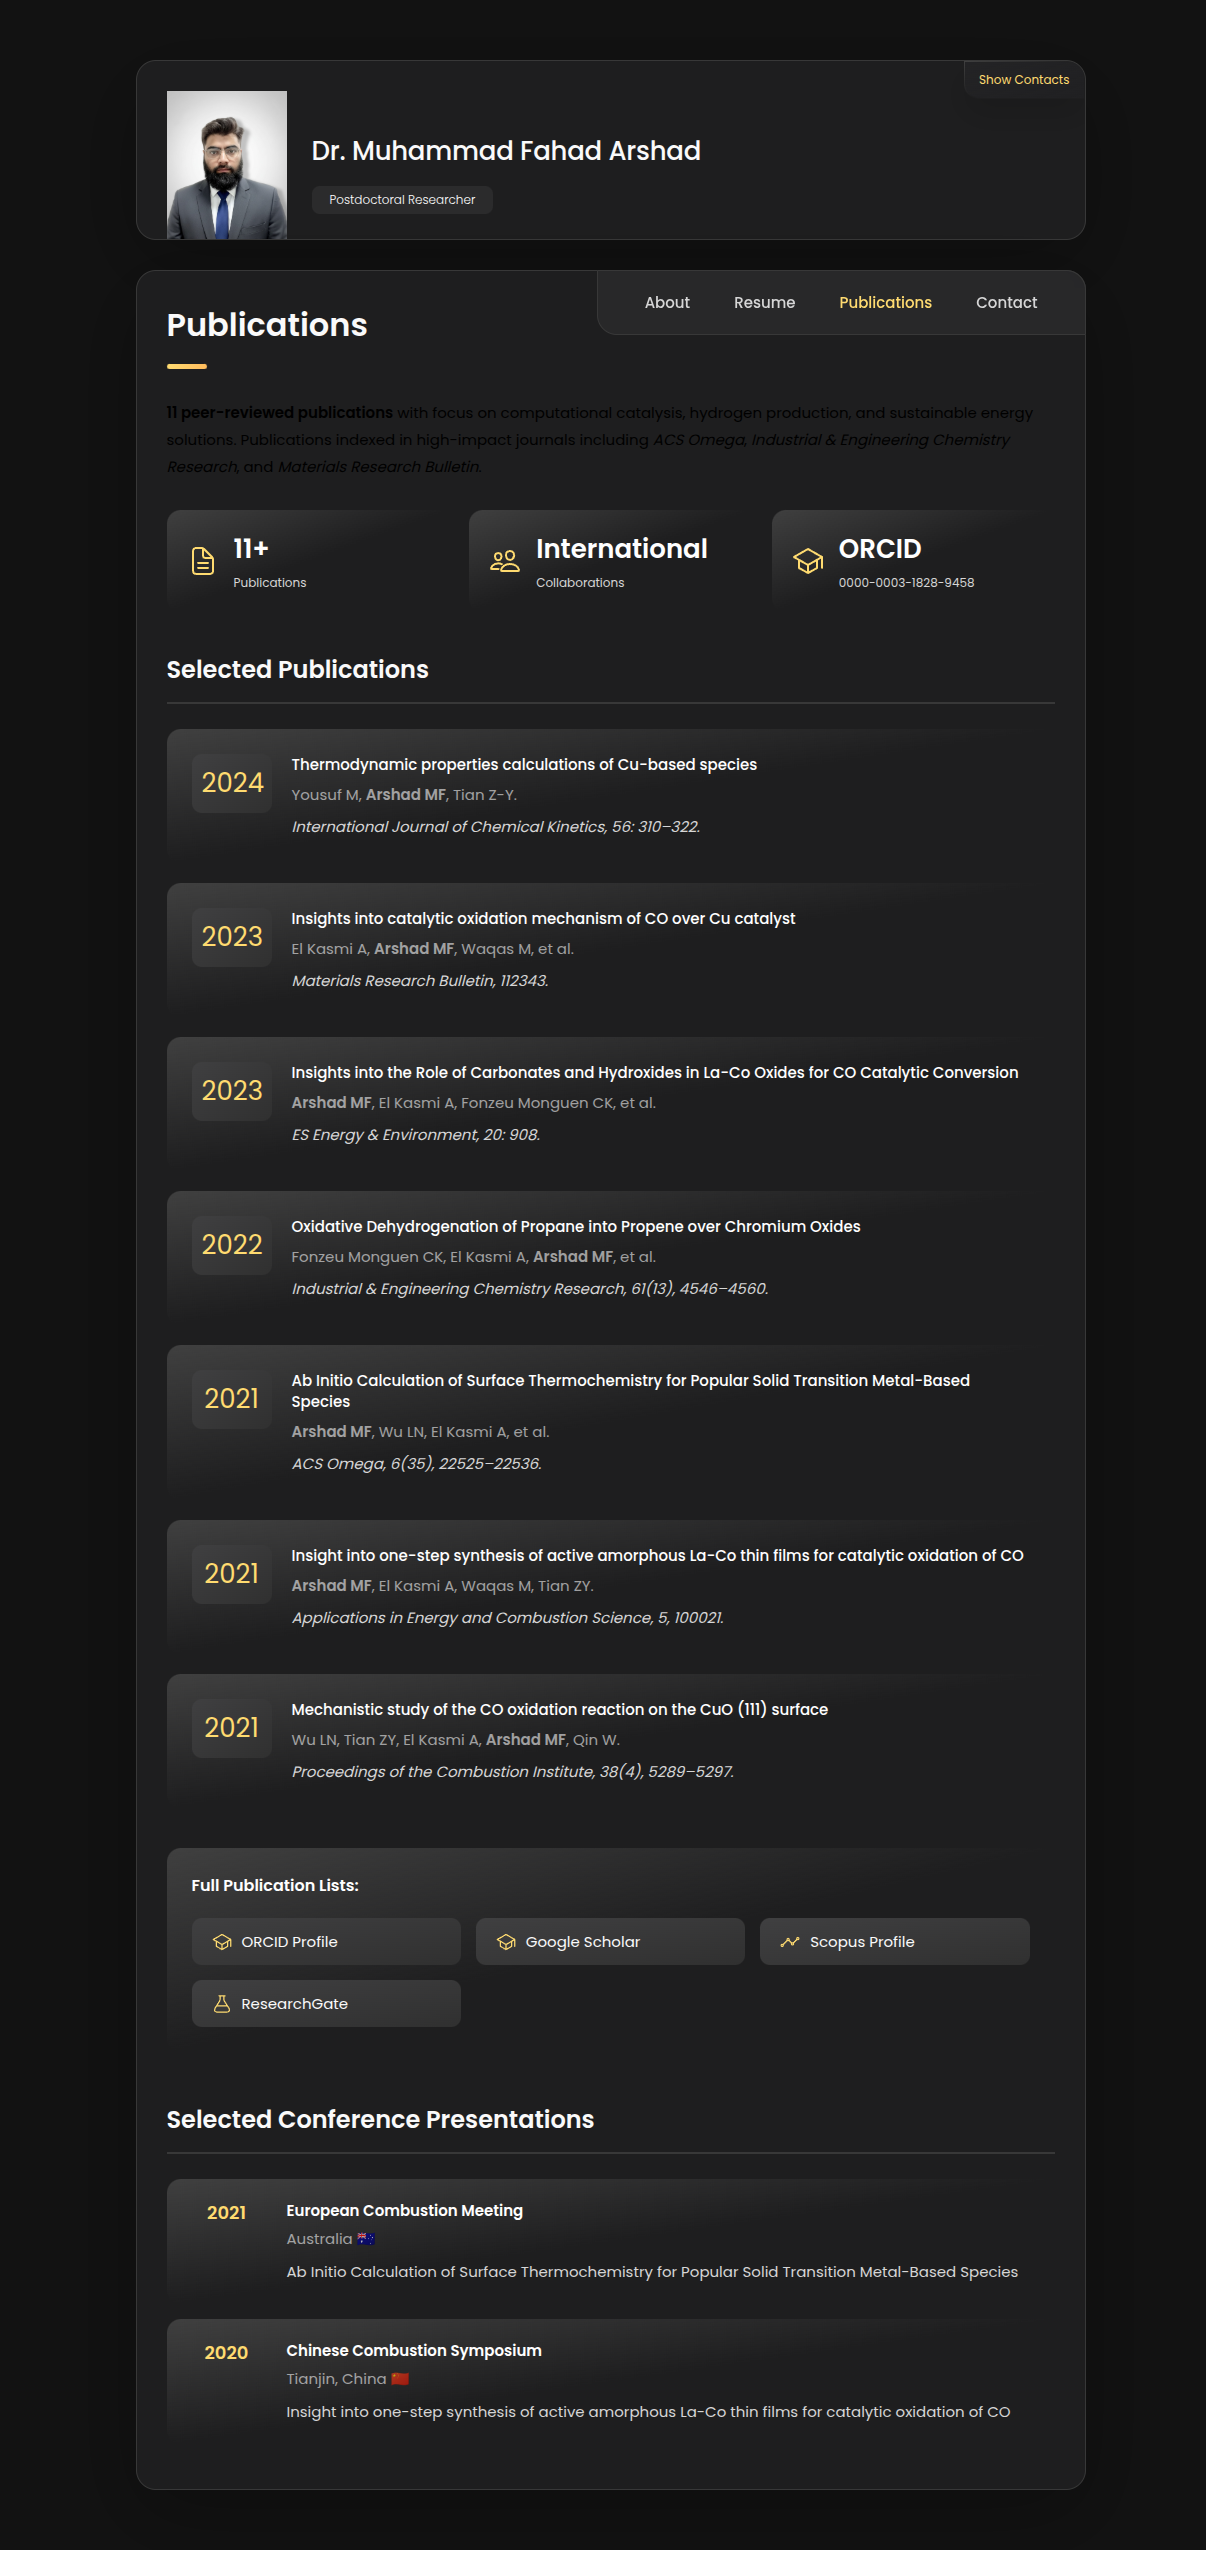 Show Contacts
Dr. Muhammad Fahad Arshad
Postdoctoral Researcher
About Resume Publications Contact
Publications
11 peer-reviewed publications with focus on computational catalysis, hydrogen production, and sustainable energy
solutions. Publications indexed in high-impact journals including ACS Omega, Industrial & Engineering Chemistry
Research, and Materials Research Bulletin.
11+
Publications
International
Collaborations
ORCID
0000-0003-1828-9458
Selected Publications
2024
Thermodynamic properties calculations of Cu-based species
Yousuf M, Arshad MF, Tian Z-Y.
International Journal of Chemical Kinetics, 56: 310–322.
2023
Insights into catalytic oxidation mechanism of CO over Cu catalyst
El Kasmi A, Arshad MF, Waqas M, et al.
Materials Research Bulletin, 112343.
2023
Insights into the Role of Carbonates and Hydroxides in La-Co Oxides for CO Catalytic Conversion
Arshad MF, El Kasmi A, Fonzeu Monguen CK, et al.
ES Energy & Environment, 20: 908.
2022
Oxidative Dehydrogenation of Propane into Propene over Chromium Oxides
Fonzeu Monguen CK, El Kasmi A, Arshad MF, et al.
Industrial & Engineering Chemistry Research, 61(13), 4546–4560.
2021
Ab Initio Calculation of Surface Thermochemistry for Popular Solid Transition Metal-Based
Species
Arshad MF, Wu LN, El Kasmi A, et al.
ACS Omega, 6(35), 22525–22536.
2021
Insight into one-step synthesis of active amorphous La-Co thin films for catalytic oxidation of CO
Arshad MF, El Kasmi A, Waqas M, Tian ZY.
Applications in Energy and Combustion Science, 5, 100021.
2021
Mechanistic study of the CO oxidation reaction on the CuO (111) surface
Wu LN, Tian ZY, El Kasmi A, Arshad MF, Qin W.
Proceedings of the Combustion Institute, 38(4), 5289–5297.
Full Publication Lists:
ORCID Profile
Google Scholar
Scopus Profile
ResearchGate
Selected Conference Presentations
2021
European Combustion Meeting
Australia 🇦🇺
Ab Initio Calculation of Surface Thermochemistry for Popular Solid Transition Metal-Based Species
2020
Chinese Combustion Symposium
Tianjin, China 🇨🇳
Insight into one-step synthesis of active amorphous La-Co thin films for catalytic oxidation of CO